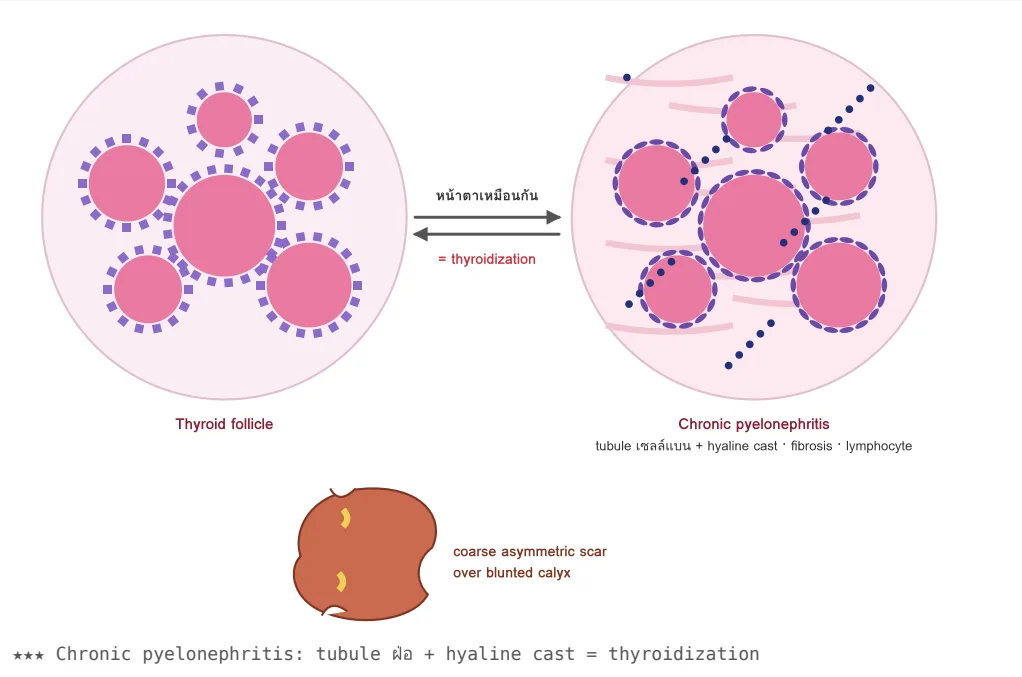 หน้าตาเหมือนกัน
= thyroidization
Thyroid follicle
Chronic pyelonephritis
tubule เซลล์แบน + hyaline cast · fibrosis · lymphocyte
coarse asymmetric scar
over blunted calyx
★★★ Chronic pyelonephritis: tubule ฝ่อ + hyaline cast = thyroidization